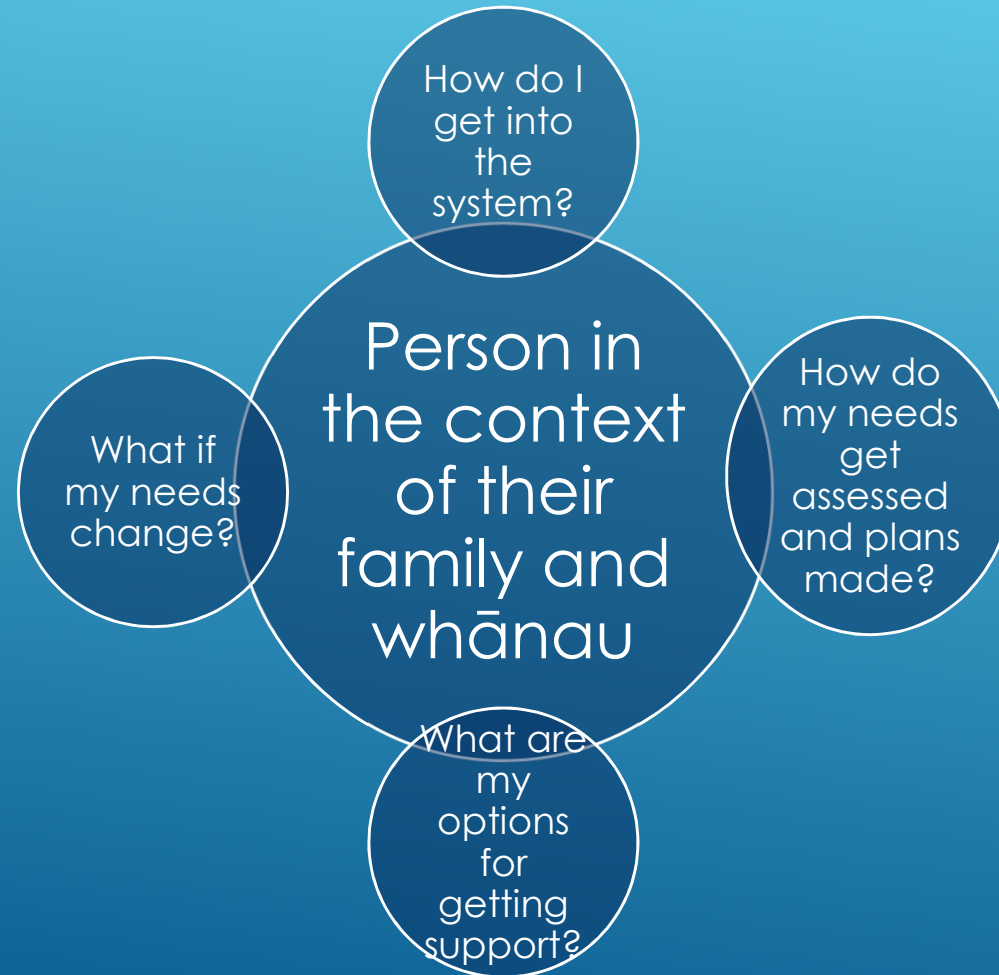 How do I
get into
the
system?
Person in
the context
of their
family and
whānau
How do
my needs
get
assessed
and plans
made?
What are
my
options
for
getting
support?
What if
my needs
change?